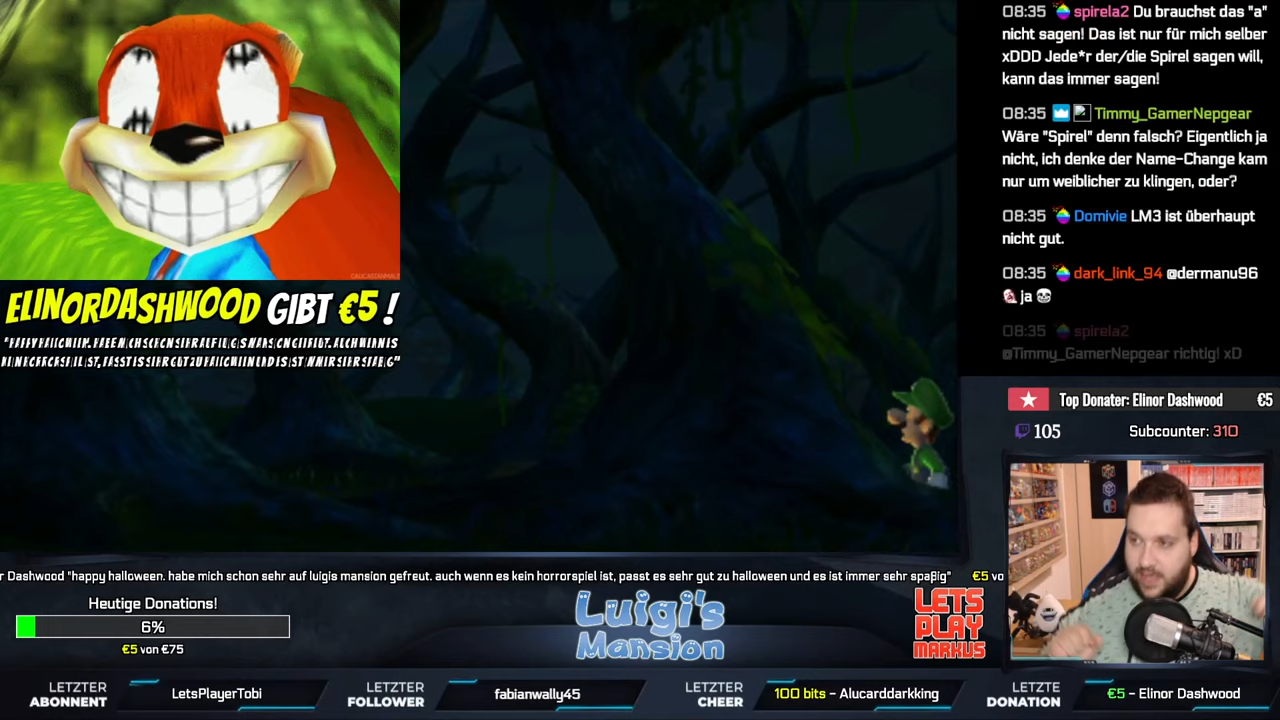 08:35 spirela2 Du brauchst das "a"
nicht sagen! Das ist nur für mich selber
xDDD Jede*r der/die Spirel sagen will,
kann das immer sagen!
08:35 Timmy_GamerNepgear
Wäre "Spirel" denn falsch? Eigentlich ja
nicht, ich denke der Name-Change kam
nur um weiblicher zu klingen, oder?
08:35 Domivie LM3 ist überhaupt
nicht gut.
08:35 dark_link_94 @dermanu96
ja
08:35 spirela2
@Timmy_GamerNepgear richtig! xD
ELINORDASHWOOD GIBT €5 !
Top Donater: Elinor Dashwood €5
105 Subcounter: 310
r Dashwood "happy halloween. habe mich schon sehr auf luigis mansion gefreut. auch wenn es kein horrorspiel ist, passt es sehr gut zu halloween und es ist immer sehr spaßig" €5 vo
Heutige Donations!
6%
€5 von €75
Luigi's
Mansion
LETS
PLAY
MARKUS
LETZTER
ABONNENT
LetsPlayerTobi
LETZTER
FOLLOWER
fabianwally45
LETZTER
CHEER
100 bits - Alucarddarkking
LETZTE
DONATION
€5 - Elinor Dashwood